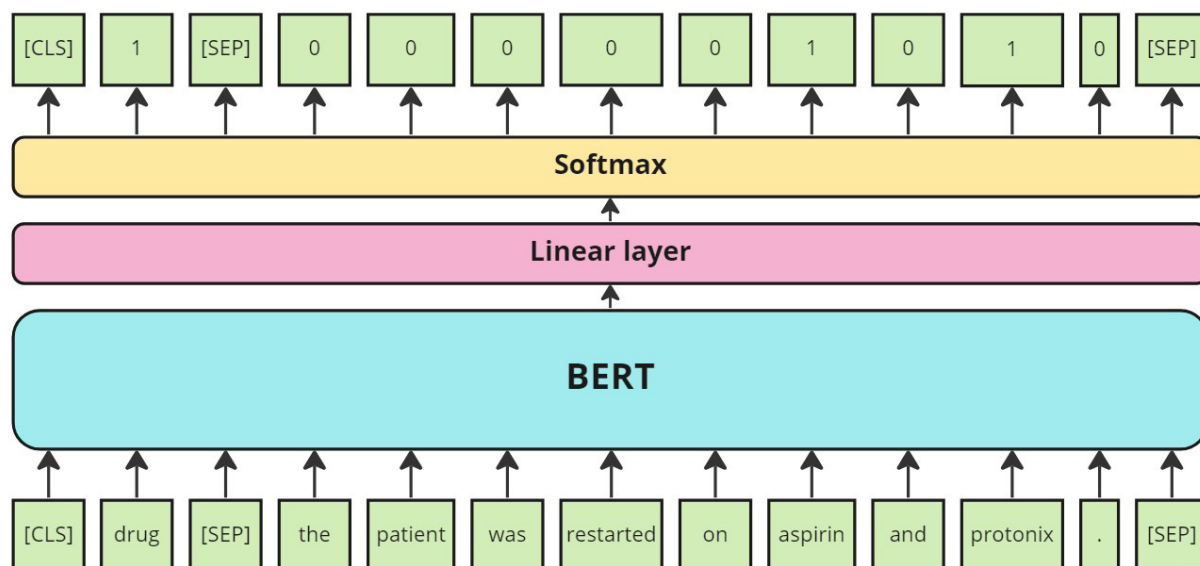 [CLS] 1 [SEP] 0 0 0 0 0 1 0 1 0 [SEP]
Softmax
Linear layer
BERT
[CLS] drug [SEP] the patient was restarted on aspirin and protonix . [SEP]